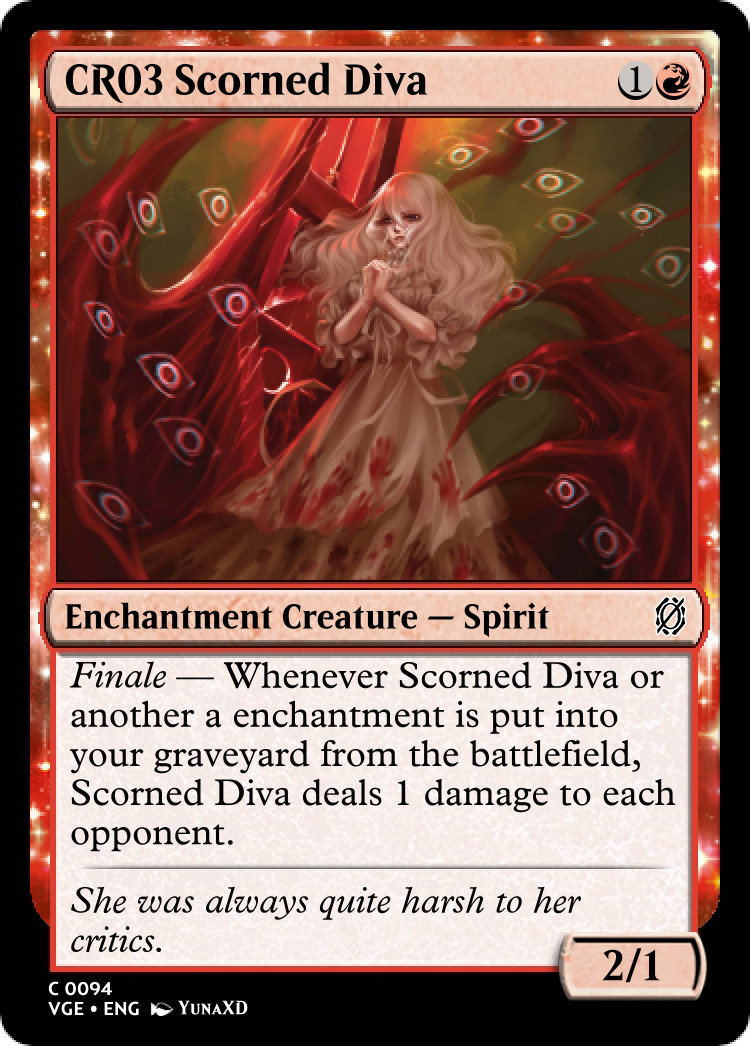 CR03 Scorned Diva 1
Enchantment Creature — Spirit
Finale — Whenever Scorned Diva or
another a enchantment is put into
your graveyard from the battlefield,
Scorned Diva deals 1 damage to each
opponent.
She was always quite harsh to her
critics.
2/1
C 0094
VGE • ENG YunaXD